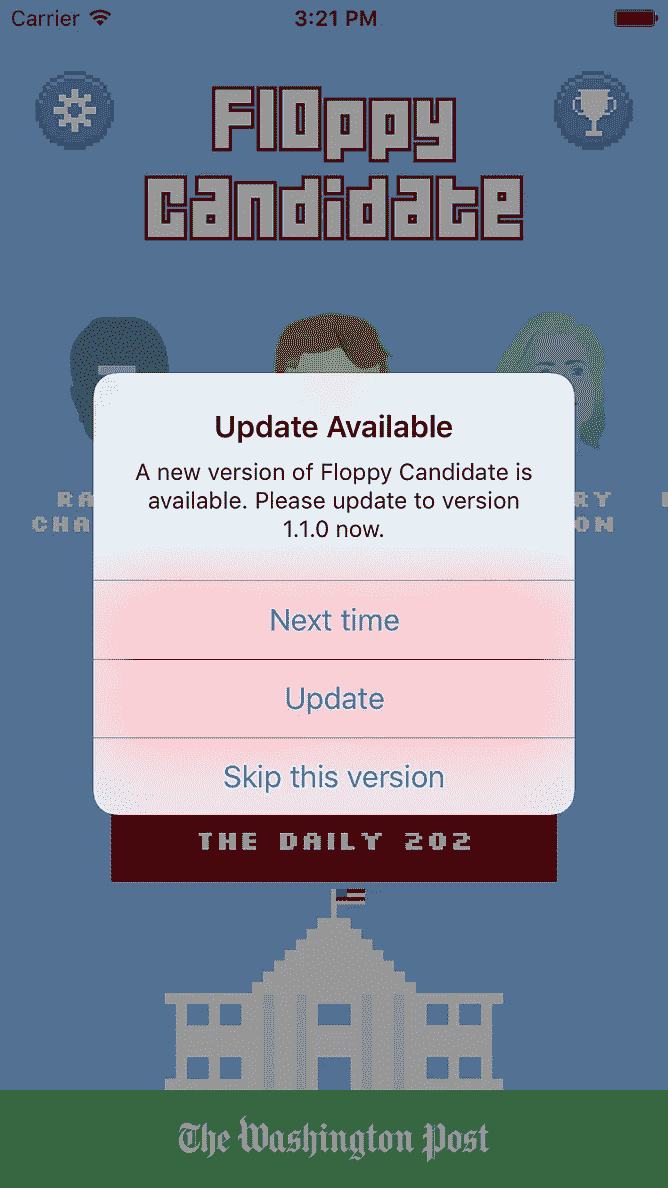 Carrier 3:21 PM
Floppy
Candidate
Update Available
A new version of Floppy Candidate is
available. Please update to version
1.1.0 now.
Next time
Update
Skip this version
THE DAILY 202
The Washington Post